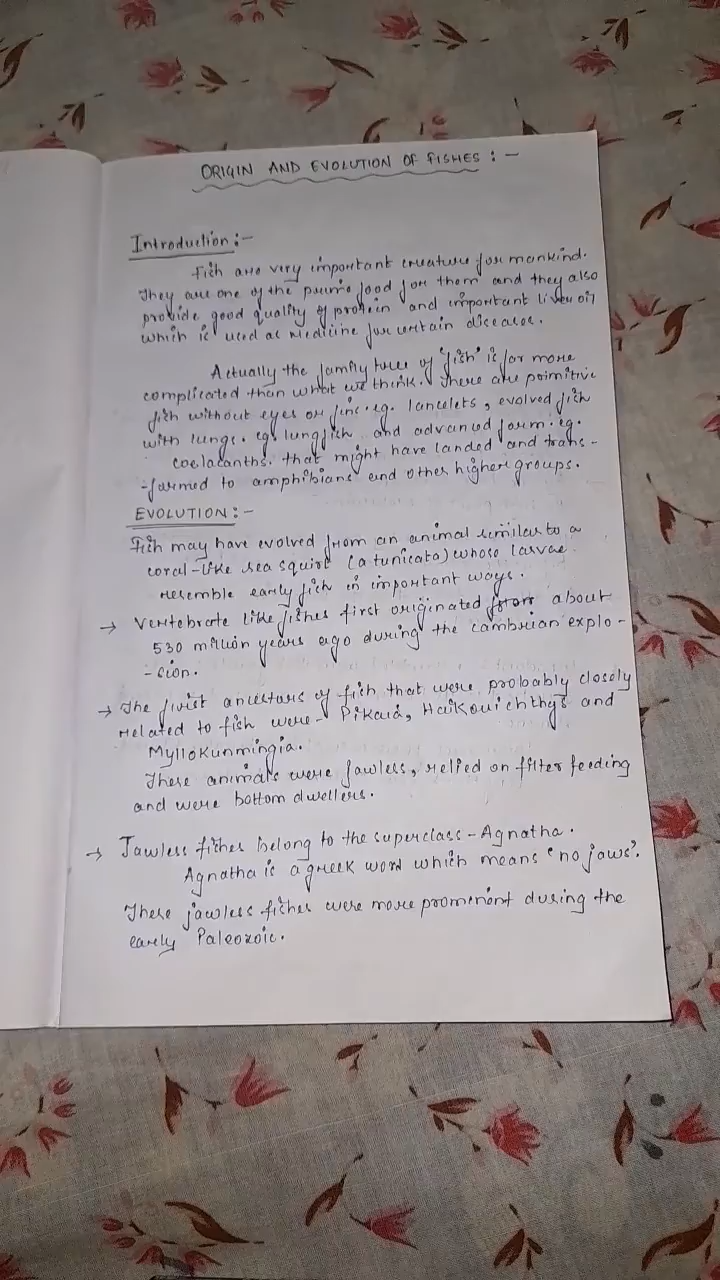 ORIGIN AND EVOLUTION OF FISHES : -
Introduction :-
Fish are very important creature for mankind.
They are one of the prime food for them and they also
provide good quality of protein and important liver oil
which is used as medicine for certain diseases.
Actually the family tree of "fish" is far more
complicated than what we think. There are primitive
fish without eyes or fins eg. lancelets, evolved fish
with lungs. eg. lungfish and advanced form. eg.
coelacanths. that might have landed and trans-
-formed to amphibians and other higher groups.
EVOLUTION :-
Fish may have evolved from an animal similar to a
coral-like sea squirt (a tunicata) whose larvae
resemble early fish in important ways.
→ Vertebrate like fishes first originated about
530 million years ago during the cambrian explo-
-sion.
→ The first ancestors of fish that were probably closely
related to fish were - Pikaia, Haikouichthys and
Myllokunmingia.
These animals were jawless, relied on filter feeding
and were bottom dwellers.
→ Jawless fishes belong to the superclass - Agnatha.
Agnatha is a greek word which means 'no jaws'.
These jawless fishes were more prominent during the
early Paleozoic.